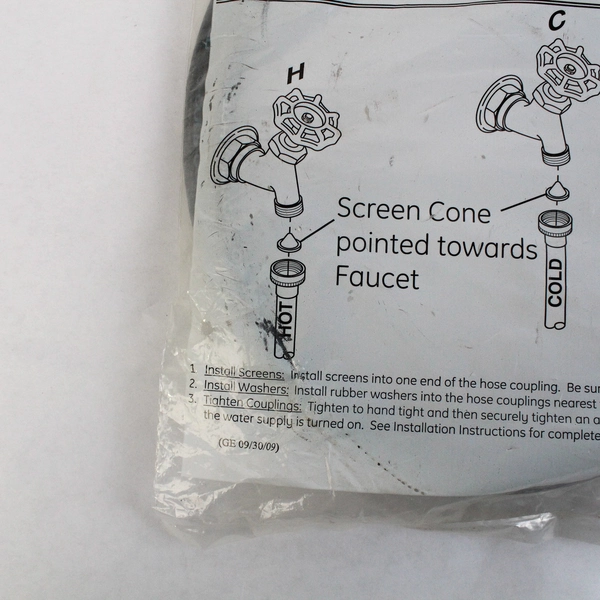 C
H
Screen Cone
pointed towards
Faucet
HOT
COLD
1. Install Screens: Install screens into one end of the hose coupling. Be
2. Install Washers: Install rubber washers into the hose couplings nearest
3. Tighten Couplings: Tighten to hand tight and then securely tighten an
the water supply is turned on. See Installation Instructions for complete
(GE 09/30/09)